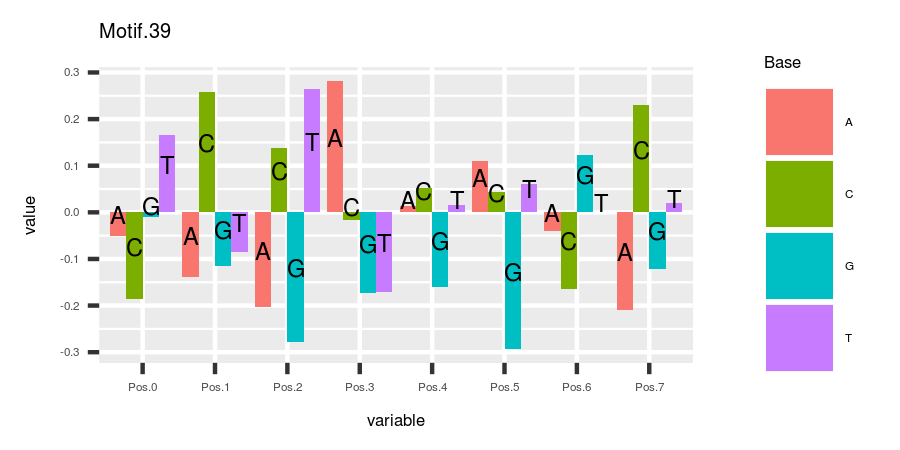 Motif.39
Base
value
0.3
0.2
0.1
0.0
-0.1
-0.2
-0.3
A C G T
A C G T
A C G T
A C G T
A C G T
A C G T
A C G T
A C G T
Pos.0 Pos.1 Pos.2 Pos.3 Pos.4 Pos.5 Pos.6 Pos.7
variable
A
C
G
T